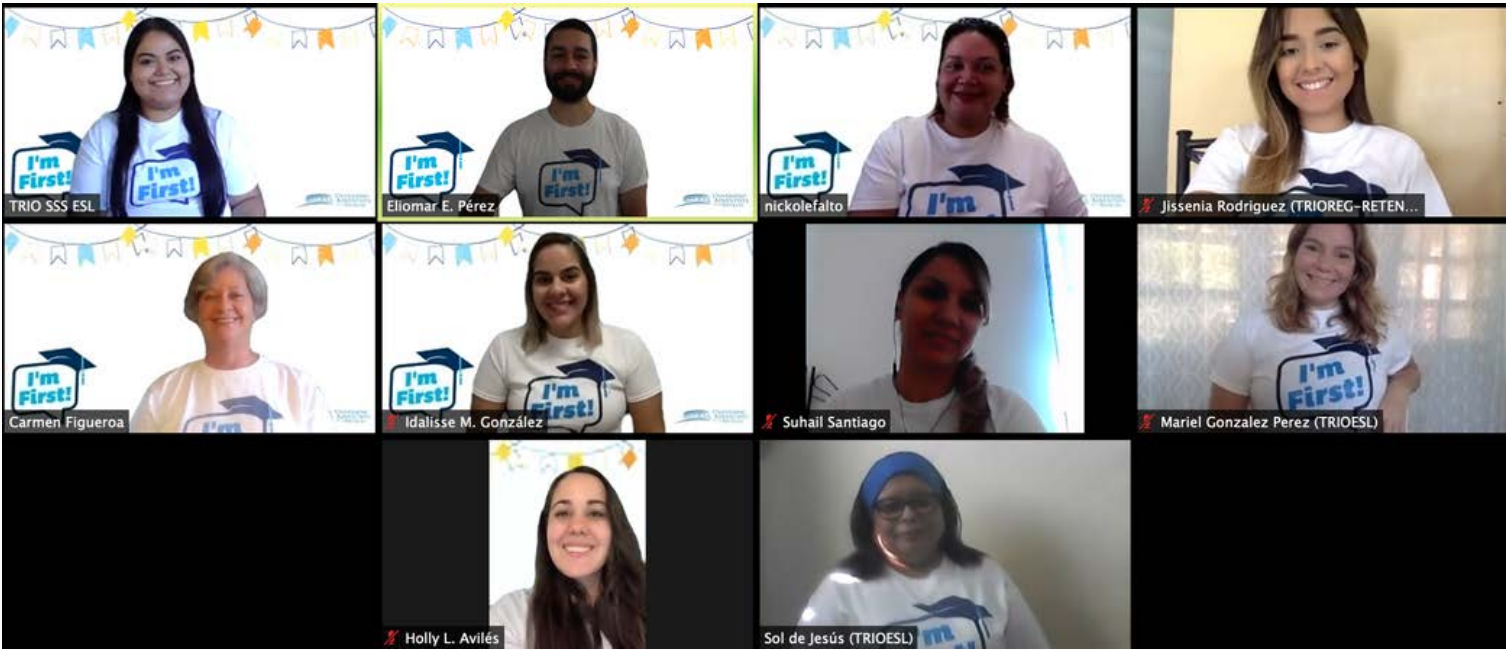 I'm
First!
I'm
First!
TRIO SSS ESL
I'm
First!
I'm
First!
Eliomar E. Pérez
I'm
First!
I'm
nickolefalto
Jissenia Rodriguez (TRIOREG-RETEN...
I'm
First!
I'm
Carmen Figueroa
I'm
First!
I'm
First!
Idalisse M. González
Suhail Santiago
I'm
First!
Mariel Gonzalez Perez (TRIOESL)
Holly L. Avilés
I'm
Sol de Jesús (TRIOESL)